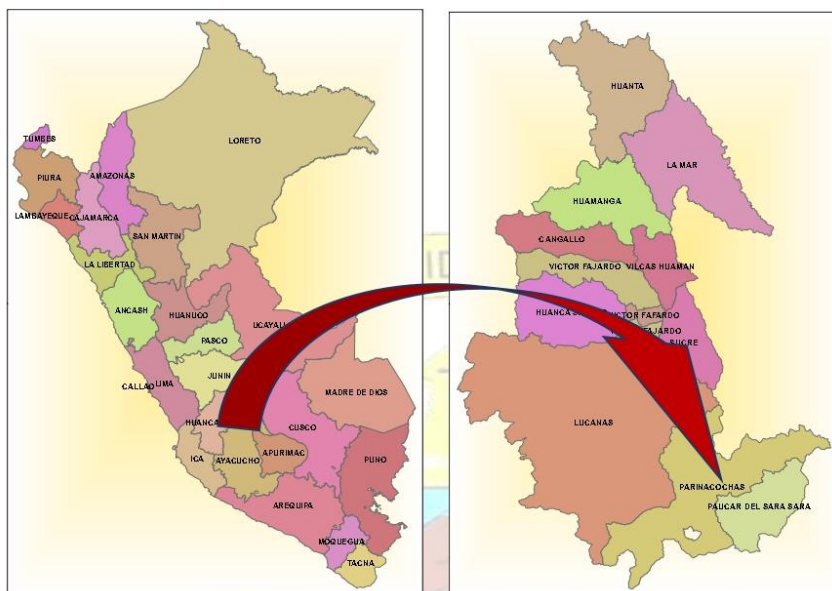 TUMBES
LORETO
PIURA
AMAZONAS
LAMBAYEQUE
CAJAMARCA
SAN MARTIN
LA LIBERTAD
ANCASH
HUANUCO
UCAYALI
PASCO
JUNIN
CALLAO
LIMA
MADRE DE DIOS
HUANCA
CUSCO
ICA
AYACUCHO
APURIMAC
PUNO
AREQUIPA
MOQUEGUA
TACNA
HUANTA
LA MAR
HUAMANGA
CANGALLO
VICTOR FAJARDO
VILCAS HUAMAN
HUANCA
CTOR FAFARDO
FAJARDO
SUCRE
LUCANAS
PARINACOCHAS
PAUCAR DEL SARA SARA